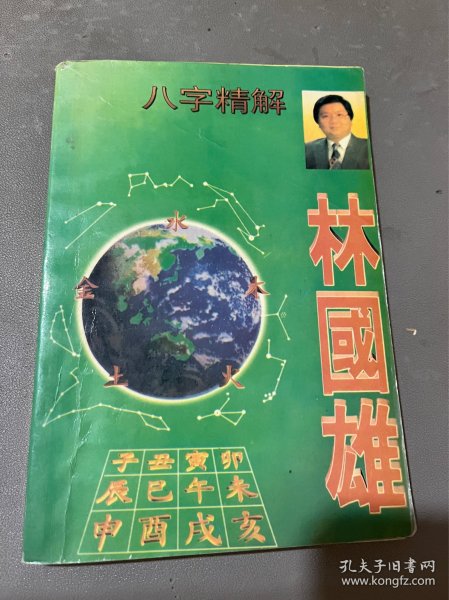 八字精解
林國雄
水
金
木
土
火
子丑寅卯
辰巳午未
申酉戌亥
孔夫子旧书网
www.kongfz.com